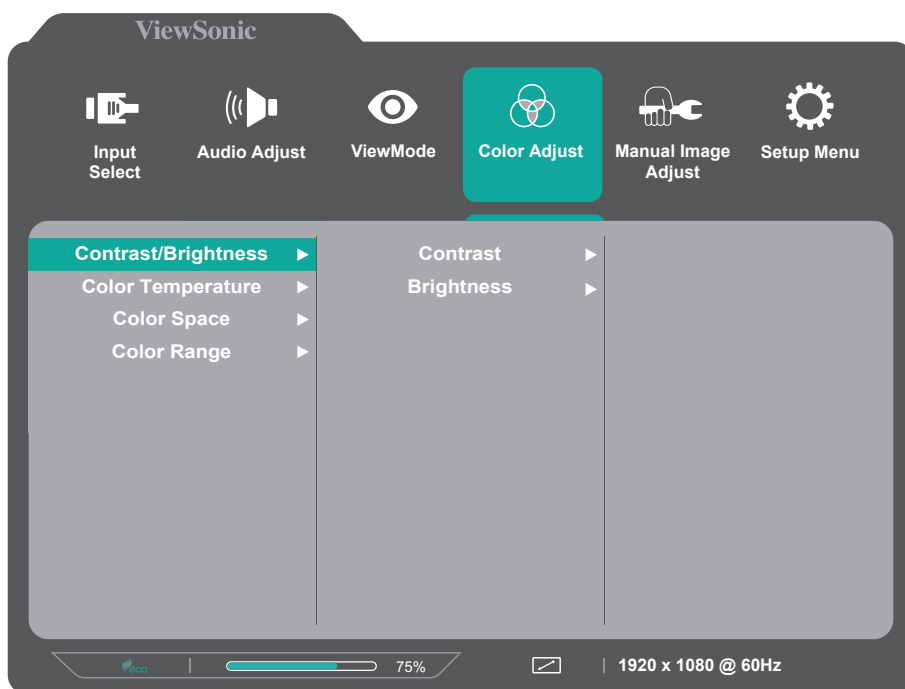 ViewSonic
Input
Select
Audio Adjust
ViewMode
Color Adjust
Manual Image
Adjust
Setup Menu
Contrast/Brightness
Color Temperature
Color Space
Color Range
Contrast
Brightness
eco
75%
1920 x 1080 @ 60Hz